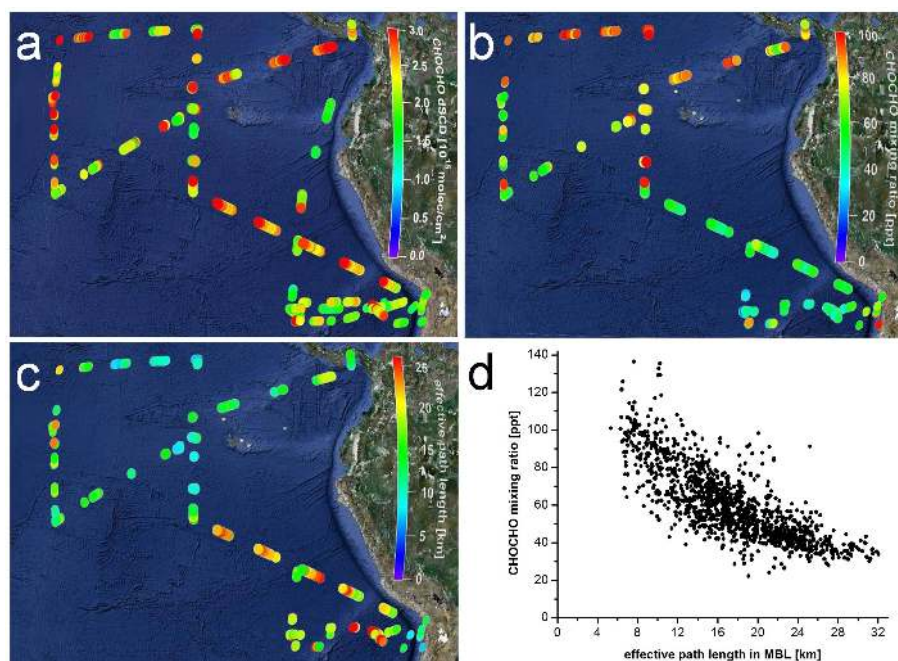 a
3.0
2.5
2.0
1.5
1.0
0.5
0.0
CHOCHO dSCD [10¹⁵ molec/cm²]
b
100
80
60
40
20
0
CHOCHO mixing ratio [ppt]
c
25
20
15
10
5
0
effective path length [km]
d
140
120
100
80
60
40
20
0
CHOCHO mixing ratio [ppt]
0 4 8 12 16 20 24 28 32
effective path length in MBL [km]